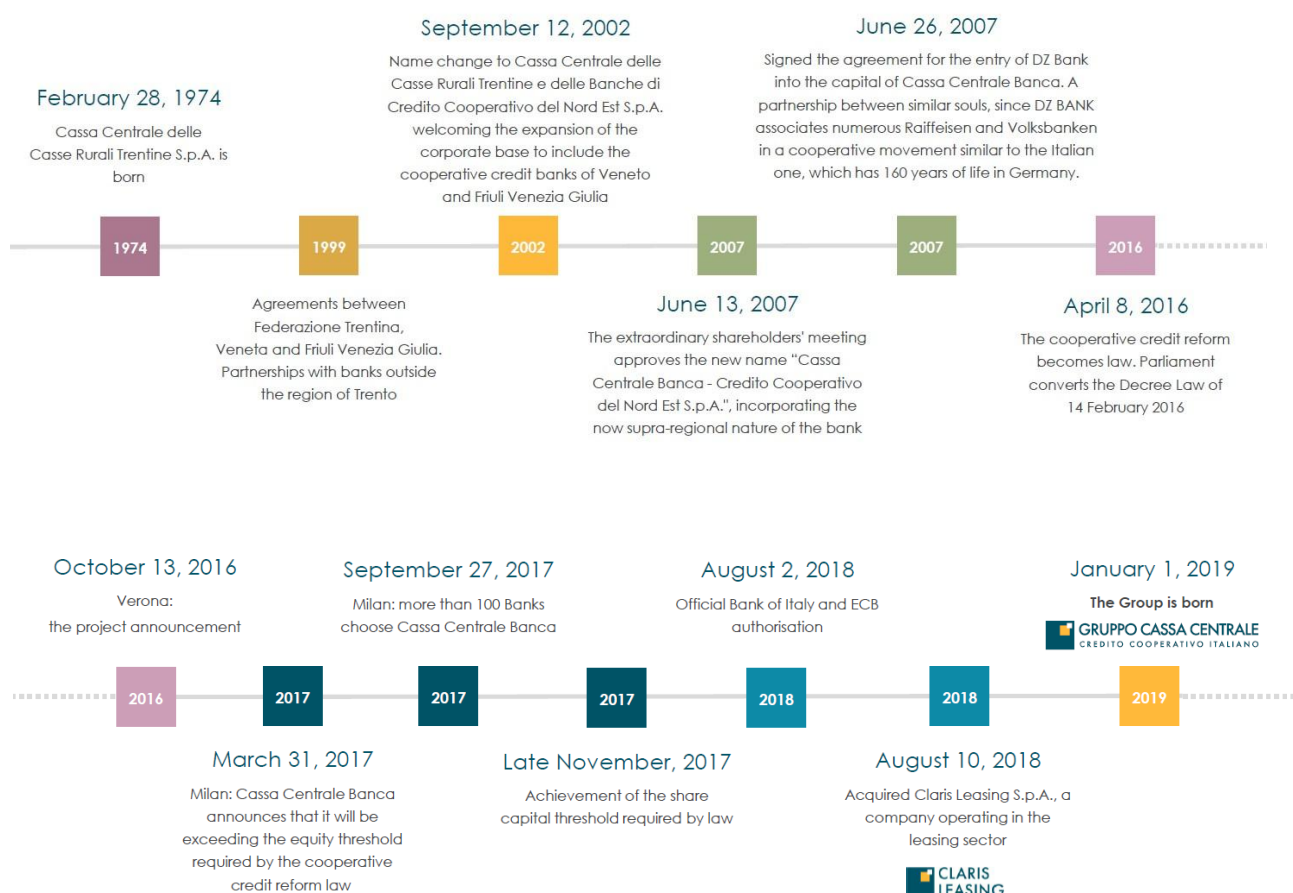 February 28, 1974
Cassa Centrale delle
Casse Rurali Trentine S.p.A. is
born
September 12, 2002
Name change to Cassa Centrale delle
Casse Rurali Trentine e delle Banche di
Credito Cooperativo del Nord Est S.p.A.
welcoming the expansion of the
corporate base to include the
cooperative credit banks of Veneto
and Friuli Venezia Giulia
June 26, 2007
Signed the agreement for the entry of DZ Bank
into the capital of Cassa Centrale Banca. A
partnership between similar souls, since DZ BANK
associates numerous Raiffeisen and Volksbanken
in a cooperative movement similar to the Italian
one, which has 160 years of life in Germany.
1974
1999
2002
2007
2007
2016
Agreements between
Federazione Trentina,
Veneta and Friuli Venezia Giulia.
Partnerships with banks outside
the region of Trento
June 13, 2007
The extraordinary shareholders' meeting
approves the new name "Cassa
Centrale Banca - Credito Cooperativo
del Nord Est S.p.A.", incorporating the
now supra-regional nature of the bank
April 8, 2016
The cooperative credit reform
becomes law. Parliament
converts the Decree Law of
14 February 2016
October 13, 2016
Verona:
the project announcement
September 27, 2017
Milan: more than 100 Banks
choose Cassa Centrale Banca
August 2, 2018
Official Bank of Italy and ECB
authorisation
January 1, 2019
The Group is born
GRUPPO CASSA CENTRALE
CREDITO COOPERATIVO ITALIANO
2016
2017
2017
2017
2018
2018
2019
March 31, 2017
Milan: Cassa Centrale Banca
announces that it will be
exceeding the equity threshold
required by the cooperative
credit reform law
Late November, 2017
Achievement of the share
capital threshold required by law
August 10, 2018
Acquired Claris Leasing S.p.A., a
company operating in the
leasing sector
CLARIS
LEASING